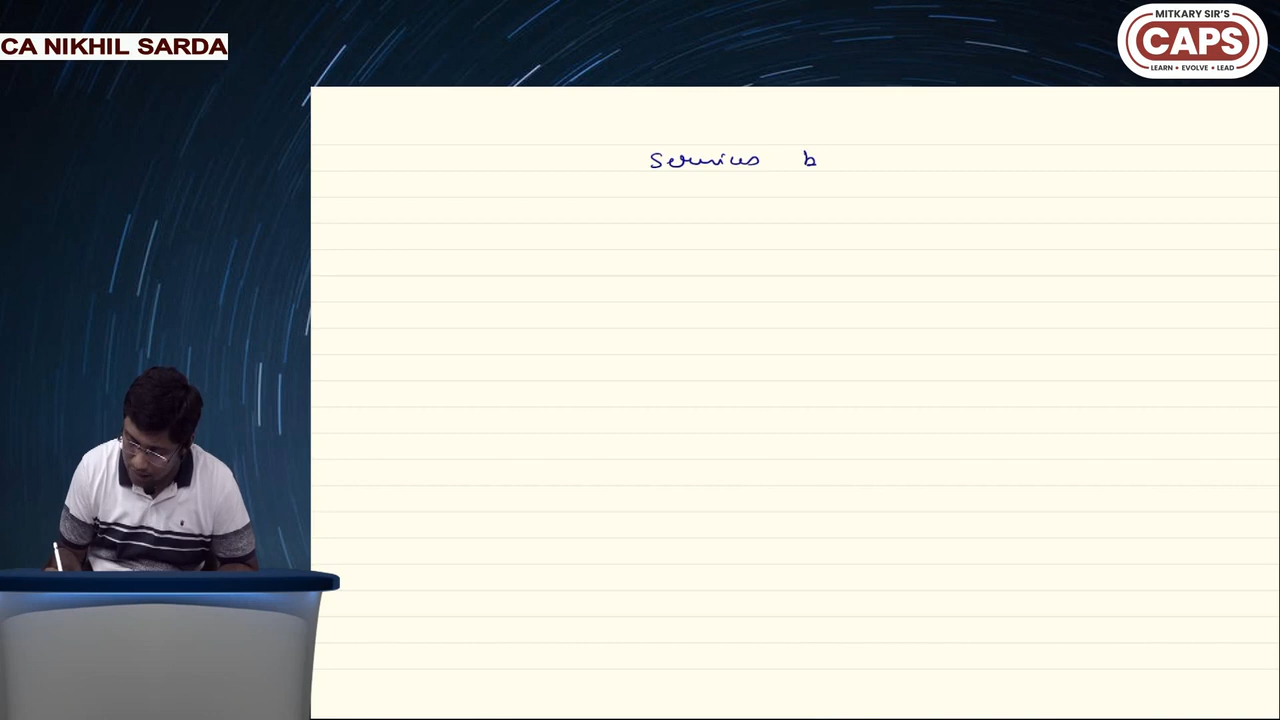 CA NIKHIL SARDA
MITKARY SIR'S
CAPS
LEARN • EVOLVE • LEAD
Services b